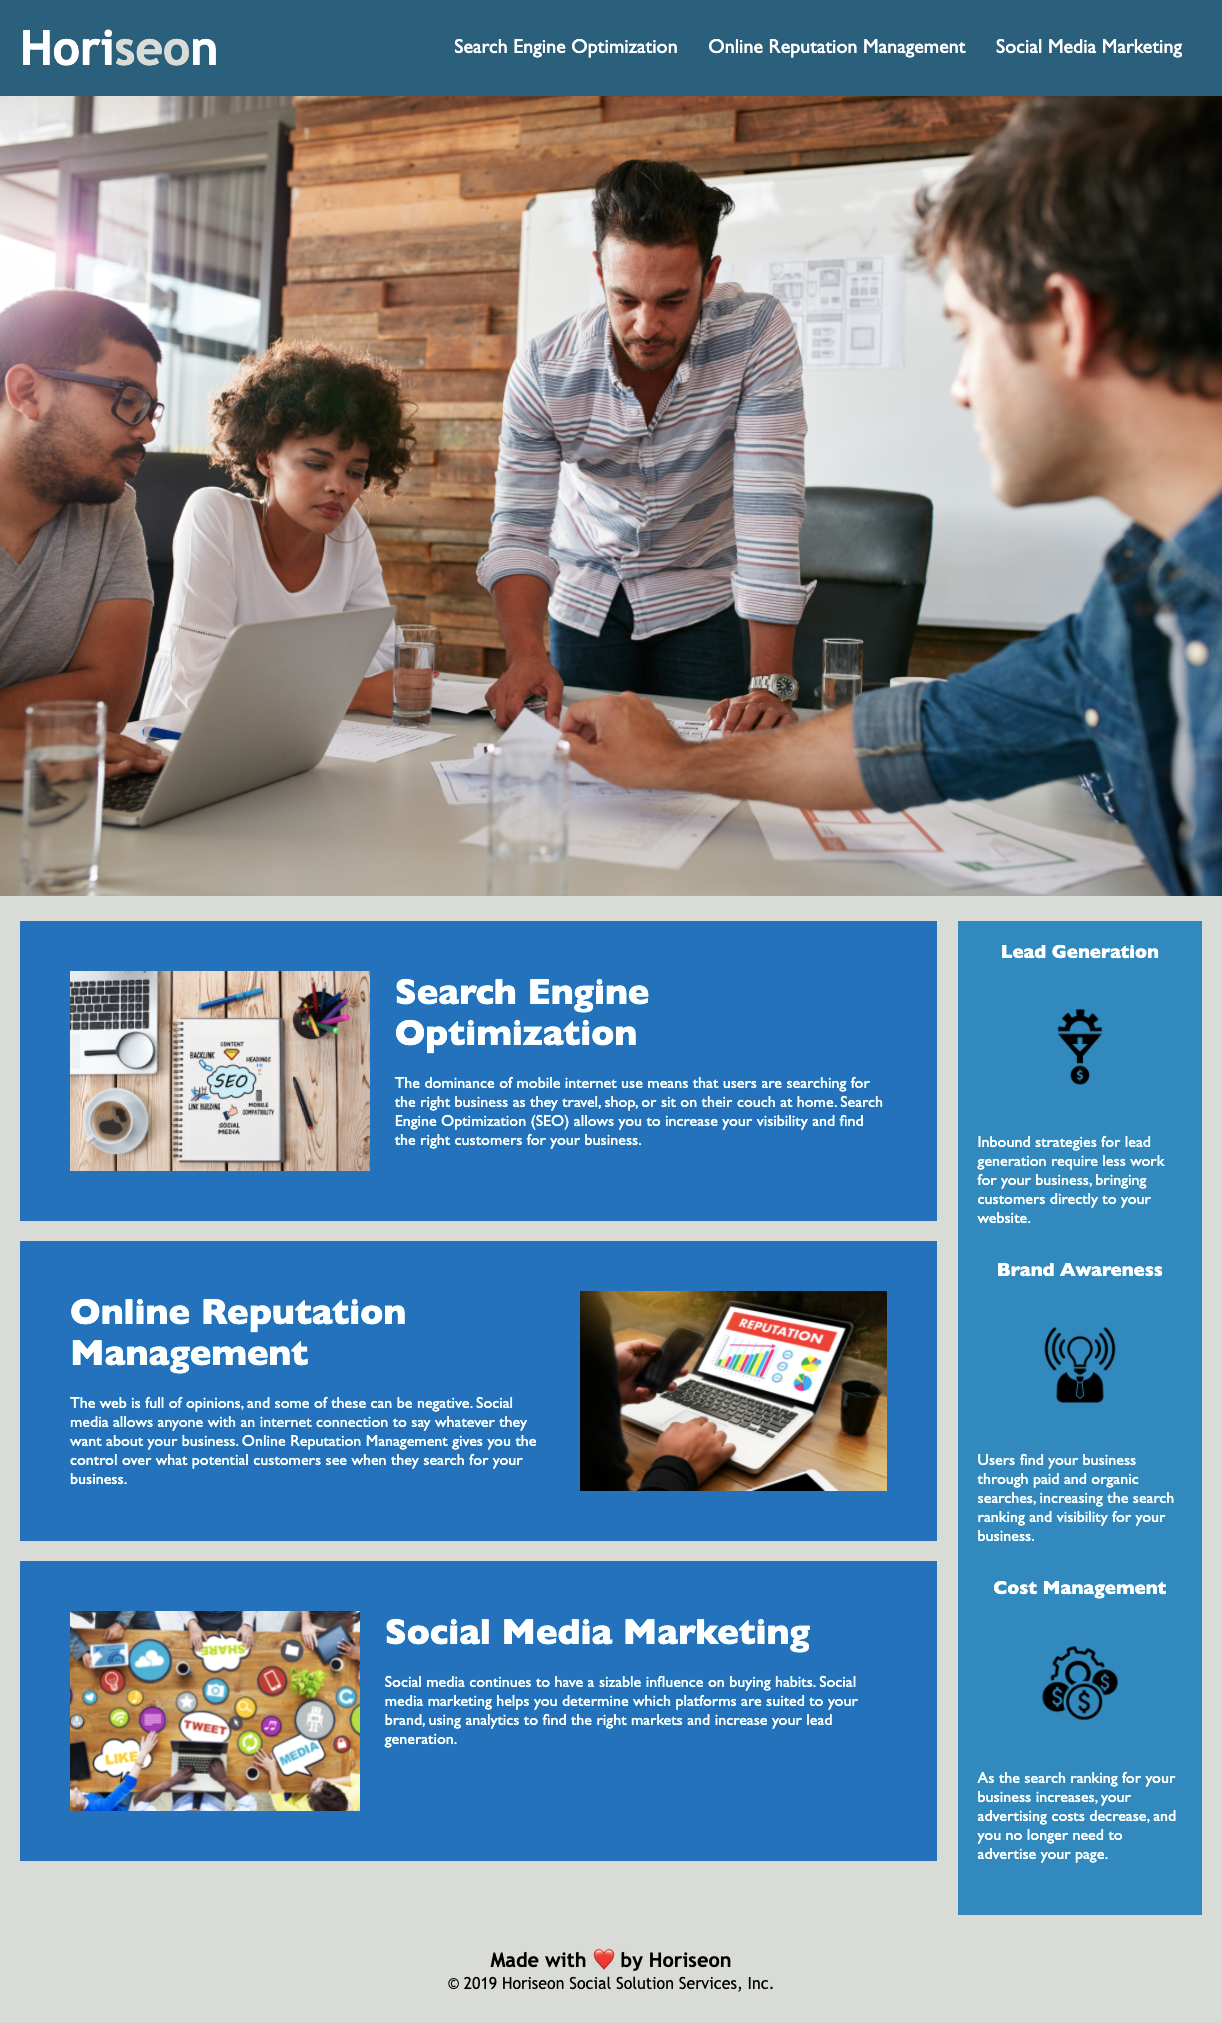 Horiseon
Search Engine Optimization
Online Reputation Management
Social Media Marketing
BACKLINK
CONTENT
HEADINGS
SEO
LINK BUILDING
MOBILE
COMPATIBILITY
SOCIAL
MEDIA
Search Engine
Optimization
The dominance of mobile internet use means that users are searching for
the right business as they travel, shop, or sit on their couch at home. Search
Engine Optimization (SEO) allows you to increase your visibility and find
the right customers for your business.
Online Reputation
Management
The web is full of opinions, and some of these can be negative. Social
media allows anyone with an internet connection to say whatever they
want about your business. Online Reputation Management gives you the
control over what potential customers see when they search for your
business.
REPUTATION
SHARE
TWEET
LIKE
MEDIA
Social Media Marketing
Social media continues to have a sizable influence on buying habits. Social
media marketing helps you determine which platforms are suited to your
brand, using analytics to find the right markets and increase your lead
generation.
Lead Generation
$
Inbound strategies for lead
generation require less work
for your business, bringing
customers directly to your
website.
Brand Awareness
Users find your business
through paid and organic
searches, increasing the search
ranking and visibility for your
business.
Cost Management
$ $ $
As the search ranking for your
business increases, your
advertising costs decrease, and
you no longer need to
advertise your page.
Made with ❤️ by Horiseon
© 2019 Horiseon Social Solution Services, Inc.